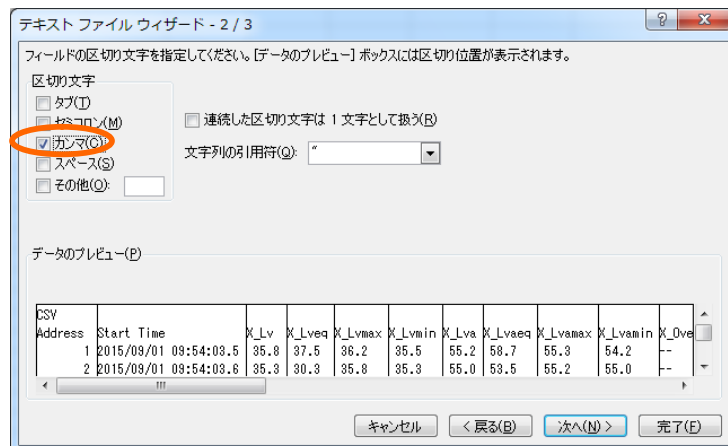 テキスト ファイル ウィザード - 2 / 3
フィールドの区切り文字を指定してください。[データのプレビュー] ボックスには区切り位置が表示されます。
区切り文字
タブ(T)
セミコロン(M)
カンマ(C)
スペース(S)
その他(O):
連続した区切り文字は 1 文字として扱う(R)
文字列の引用符(Q): "
データのプレビュー(P)
CSV
Address Start Time X_Lv X_Lveq X_Lvmax X_Lvmin X_Lva X_Lvaeq X_Lvamax X_Lvamin X_Ove
1 2015/09/01 09:54:03.5 35.8 37.5 36.2 35.5 55.2 58.7 55.3 54.2 --
2 2015/09/01 09:54:03.6 35.3 30.3 35.8 35.3 55.0 53.5 55.2 55.0 --
キャンセル < 戻る(B) 次へ(N) > 完了(F)